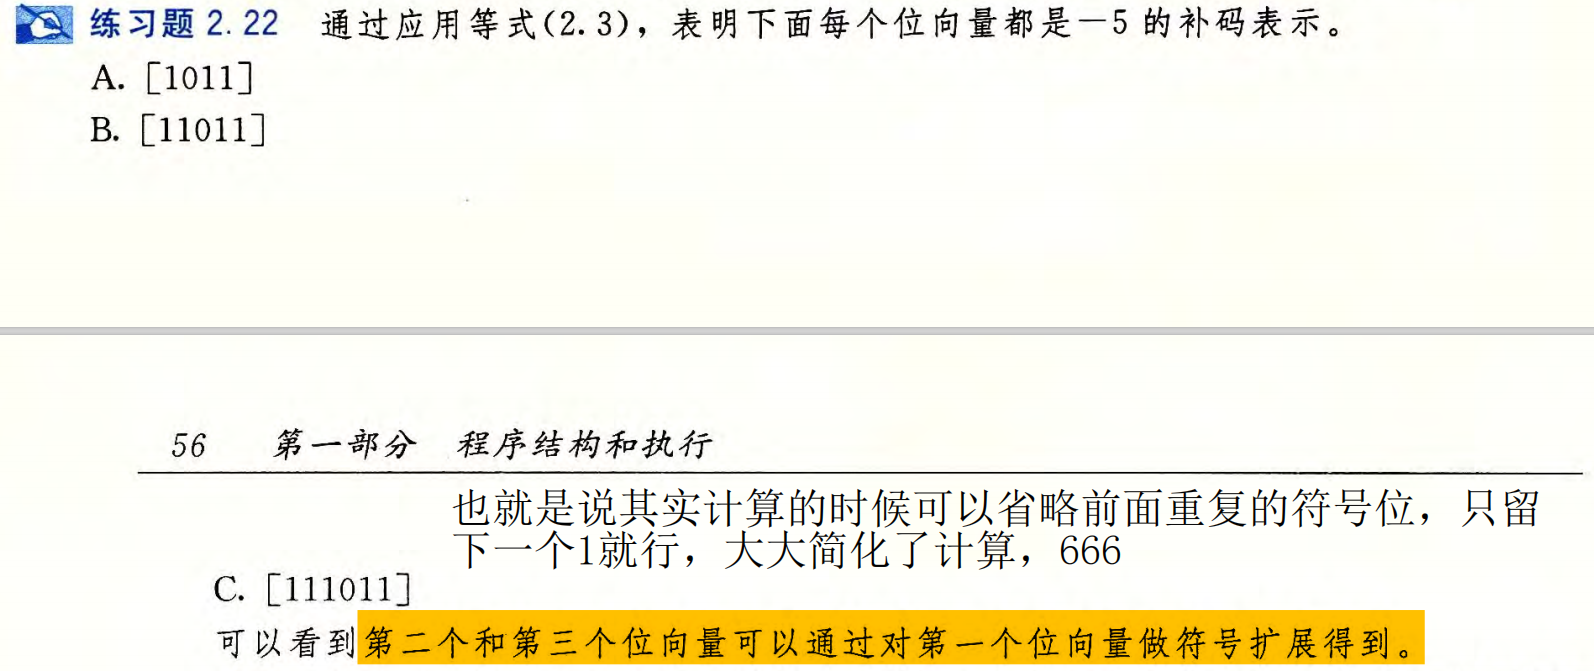 练习题 2.22 通过应用等式(2.3)，表明下面每个位向量都是－5 的补码表示。
A. [1011]
B. [11011]
56 第一部分 程序结构和执行
也就是说其实计算的时候可以省略前面重复的符号位，只留
下一个1就行，大大简化了计算，666
C. [111011]
可以看到第二个和第三个位向量可以通过对第一个位向量做符号扩展得到。